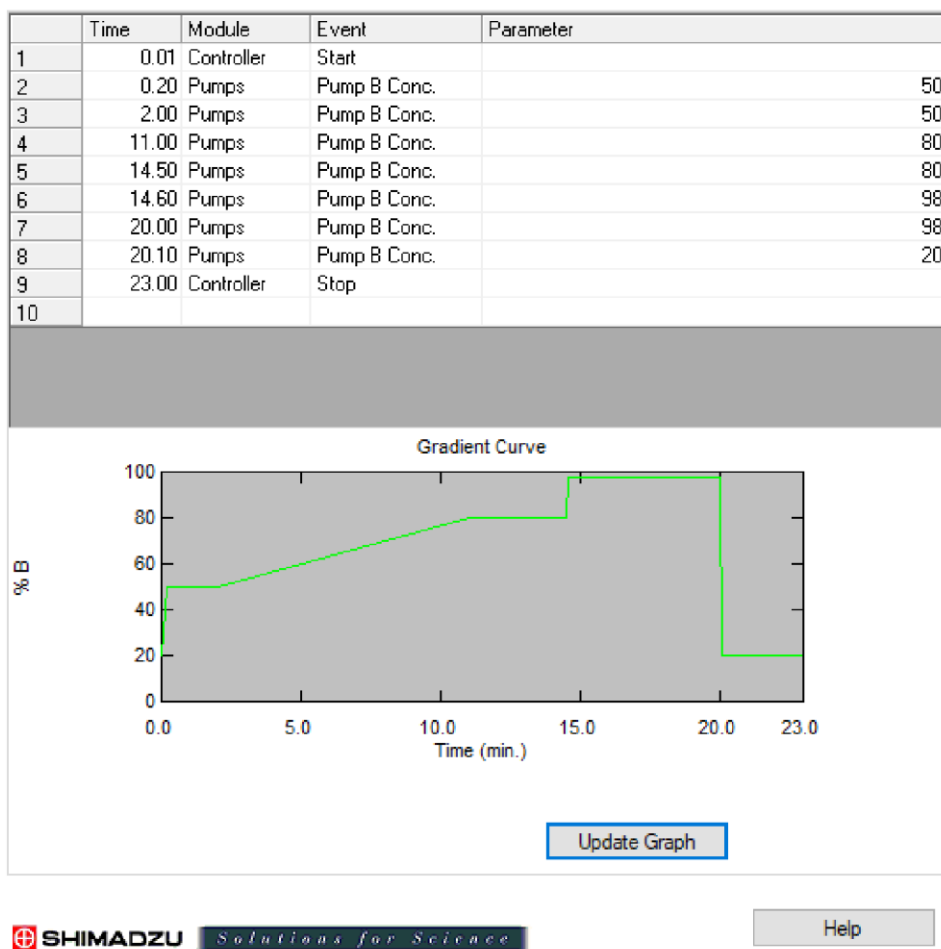 Time Module Event Parameter
1 0.01 Controller Start
2 0.20 Pumps Pump B Conc. 50
3 2.00 Pumps Pump B Conc. 50
4 11.00 Pumps Pump B Conc. 80
5 14.50 Pumps Pump B Conc. 80
6 14.60 Pumps Pump B Conc. 98
7 20.00 Pumps Pump B Conc. 98
8 20.10 Pumps Pump B Conc. 20
9 23.00 Controller Stop
10
Gradient Curve
100
80
60
40
20
0
% B
0.0 5.0 10.0 15.0 20.0 23.0
Time (min.)
Update Graph
SHIMADZU Solutions for Science
Help